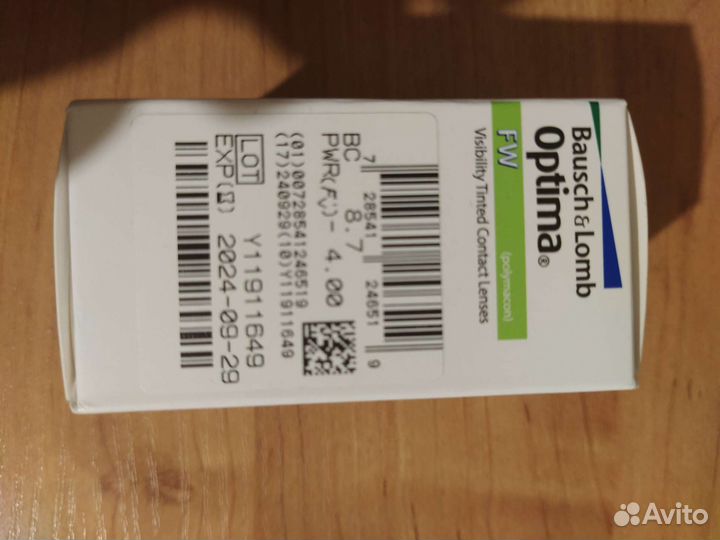 Bausch & Lomb
Optima®
FW (polymacon)
Visibility Tinted Contact Lenses
7 28541 24651 9
BC 8.7
PWR(F'v) - 4.00
(01)00728541246519
(17)240929(10)Y11911649
LOT Y11911649
EXP 2024-09-29
Avito